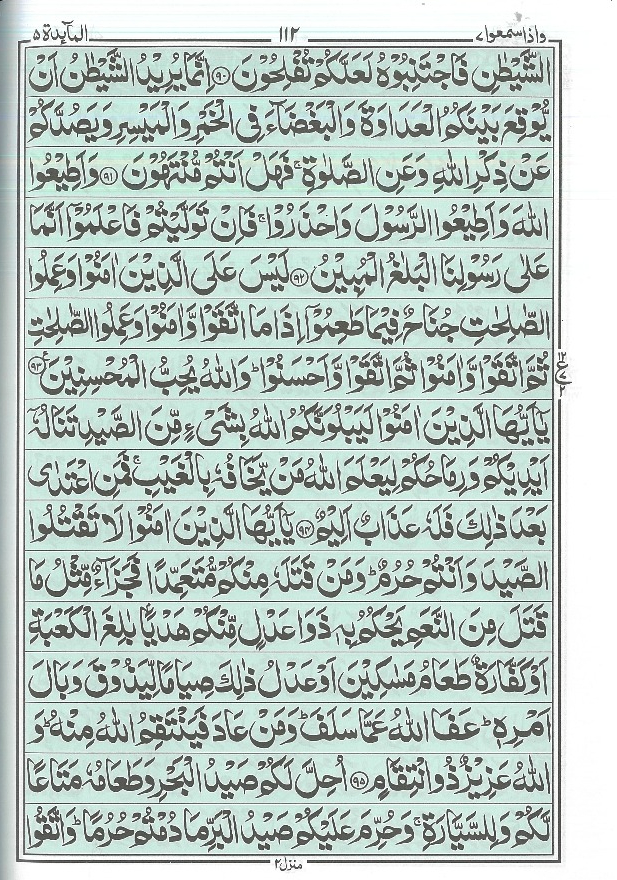 واذا سمعوا ٧ ١١٢ المآئدة ٥
الشَّيْطٰنِ فَاجْتَنِبُوْهُ لَعَلَّكُمْ تُفْلِحُوْنَ ﴿٩٠﴾ اِنَّمَا يُرِيْدُ الشَّيْطٰنُ اَنْ
يُّوْقِعَ بَيْنَكُمُ الْعَدَاوَةَ وَالْبَغْضَآءَ فِى الْخَمْرِ وَالْمَيْسِرِ وَيَصُدَّكُمْ
عَنْ ذِكْرِ اللّٰهِ وَعَنِ الصَّلٰوةِ ۚ فَهَلْ اَنْتُمْ مُّنْتَهُوْنَ ﴿٩١﴾ وَاَطِيْعُوا
اللّٰهَ وَاَطِيْعُوا الرَّسُوْلَ وَاحْذَرُوْا ۚ فَاِنْ تَوَلَّيْتُمْ فَاعْلَمُوْۤا اَنَّمَا
عَلٰى رَسُوْلِنَا الْبَلٰغُ الْمُبِيْنُ ﴿٩٢﴾ لَيْسَ عَلَى الَّذِيْنَ اٰمَنُوْا وَعَمِلُوا
الصّٰلِحٰتِ جُنَاحٌ فِيْمَا طَعِمُوْۤا اِذَا مَا اتَّقَوْا وَّاٰمَنُوْا وَعَمِلُوا الصّٰلِحٰتِ
ثُمَّ اتَّقَوْا وَّاٰمَنُوْا ثُمَّ اتَّقَوْا وَّاَحْسَنُوْا ؕ وَاللّٰهُ يُحِبُّ الْمُحْسِنِيْنَ ﴿٩٣﴾ ع
يٰۤاَيُّهَا الَّذِيْنَ اٰمَنُوْا لَيَبْلُوَنَّكُمُ اللّٰهُ بِشَىْءٍ مِّنَ الصَّيْدِ تَنَالُهٗۤ
اَيْدِيْكُمْ وَرِمَاحُكُمْ لِيَعْلَمَ اللّٰهُ مَنْ يَّخَافُهٗ بِالْغَيْبِ ۚ فَمَنِ اعْتَدٰى
بَعْدَ ذٰلِكَ فَلَهٗ عَذَابٌ اَلِيْمٌ ﴿٩٤﴾ يٰۤاَيُّهَا الَّذِيْنَ اٰمَنُوْا لَا تَقْتُلُوا
الصَّيْدَ وَاَنْتُمْ حُرُمٌ ؕ وَمَنْ قَتَلَهٗ مِنْكُمْ مُّتَعَمِّدًا فَجَزَآءٌ مِّثْلُ مَا
قَتَلَ مِنَ النَّعَمِ يَحْكُمُ بِهٖ ذَوَا عَدْلٍ مِّنْكُمْ هَدْيًۢا بٰلِغَ الْكَعْبَةِ
اَوْ كَفَّارَةٌ طَعَامُ مَسٰكِيْنَ اَوْ عَدْلُ ذٰلِكَ صِيَامًا لِّيَذُوْقَ وَبَالَ
اَمْرِهٖ ؕ عَفَا اللّٰهُ عَمَّا سَلَفَ ؕ وَمَنْ عَادَ فَيَنْتَقِمُ اللّٰهُ مِنْهُ ؕ وَ
اللّٰهُ عَزِيْزٌ ذُو انْتِقَامٍ ﴿٩٥﴾ اُحِلَّ لَكُمْ صَيْدُ الْبَحْرِ وَطَعَامُهٗ مَتَاعًا
لَّكُمْ وَلِلسَّيَّارَةِ ۚ وَحُرِّمَ عَلَيْكُمْ صَيْدُ الْبَرِّ مَا دُمْتُمْ حُرُمًا ؕ وَاتَّقُوا
منزل ٢